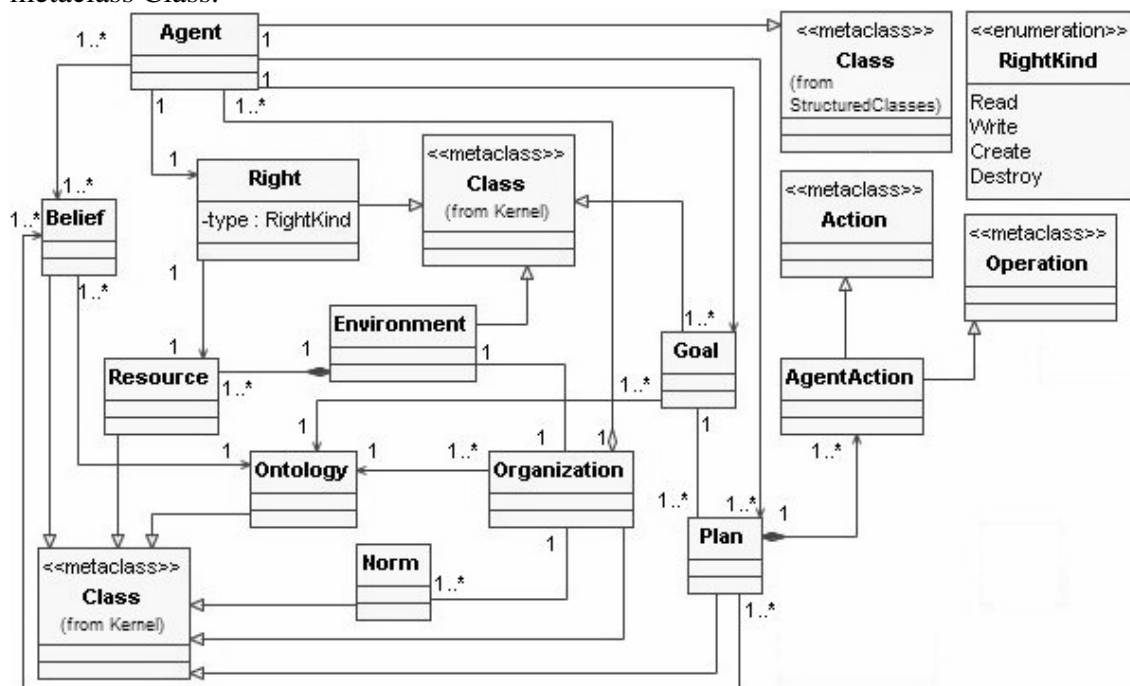 metaclass Class.
Agent
1
1..*
1
1
1
1..*
<<metaclass>>
Class
(from
StructuredClasses)
<<enumeration>>
RightKind
Read
Write
Create
Destroy
1
1..*
Right
-type : RightKind
<<metaclass>>
Class
(from Kernel)
<<metaclass>>
Action
<<metaclass>>
Operation
1..*
Belief
1..*
1
1
Resource
1..*
1
Environment
1
1..*
Goal
1..*
1
AgentAction
1..*
1
1
Ontology
1..*
1
1
Organization
1
1..*
1..*
Plan
1
1..*
<<metaclass>>
Class
(from Kernel)
Norm
1..*